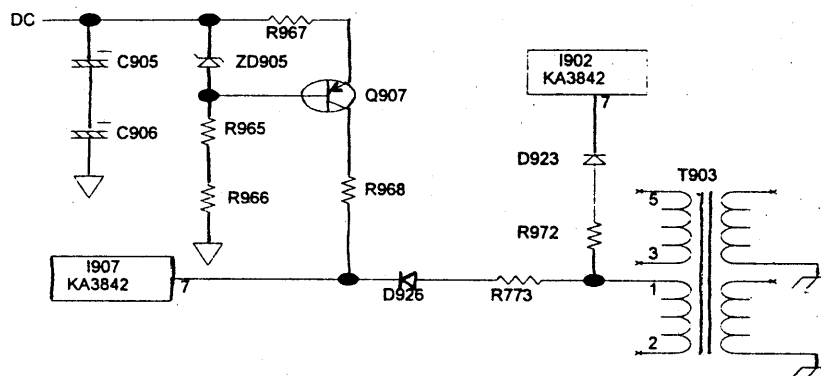 DC
R967
C905
ZD905
I902
KA3842
7
Q907
C906
R965
D923
T903
R966
R968
5
R972
3
I907
KA3842
7
D926
R773
1
2